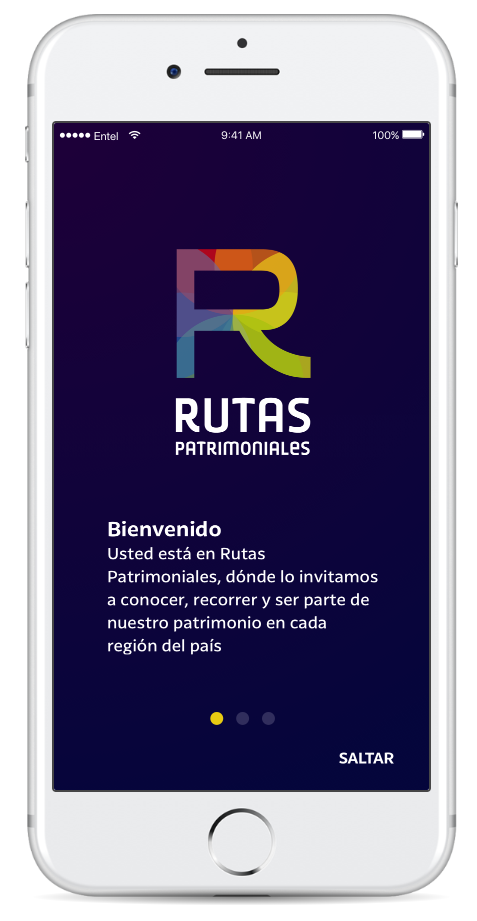 Entel 9:41 AM 100%
RUTAS
PATRIMONIALES
Bienvenido
Usted está en Rutas
Patrimoniales, dónde lo invitamos
a conocer, recorrer y ser parte de
nuestro patrimonio en cada
región del país
SALTAR